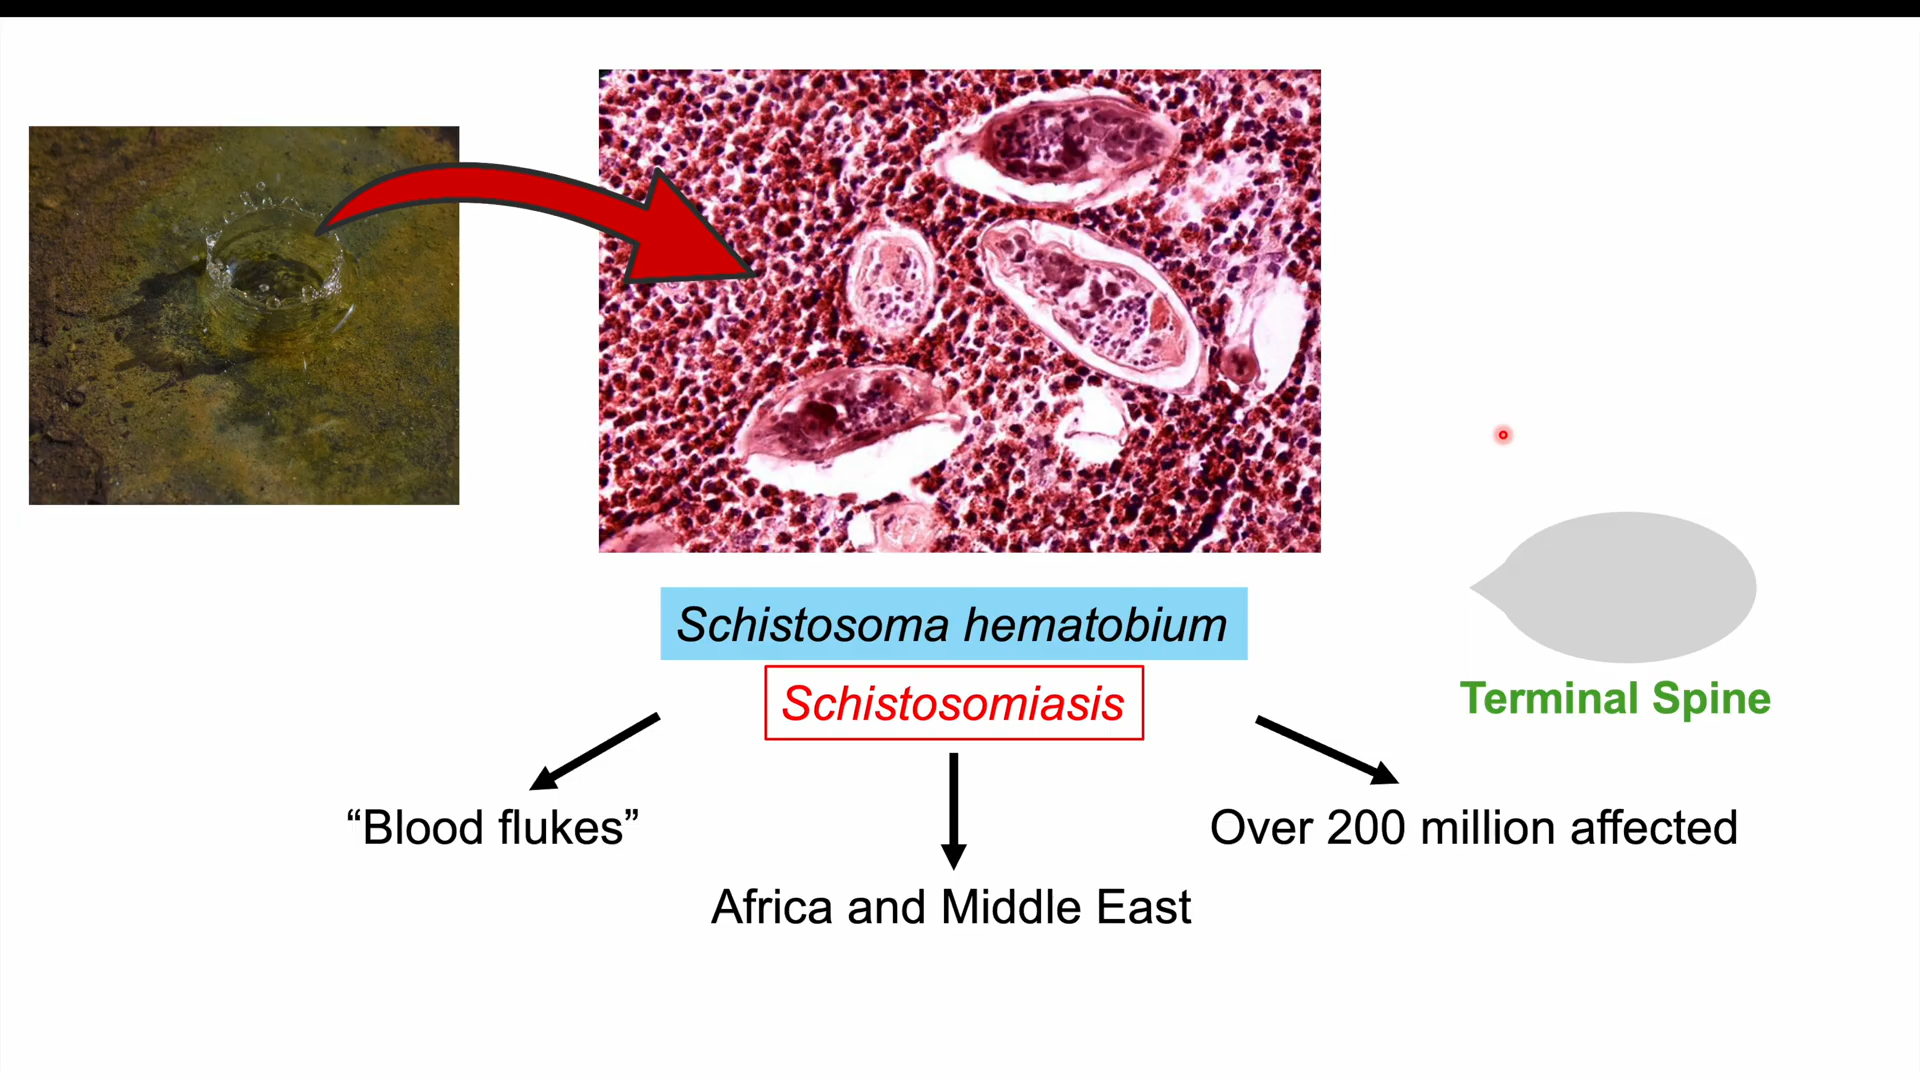 Schistosoma hematobium
Schistosomiasis
Terminal Spine
“Blood flukes”
Over 200 million affected
Africa and Middle East